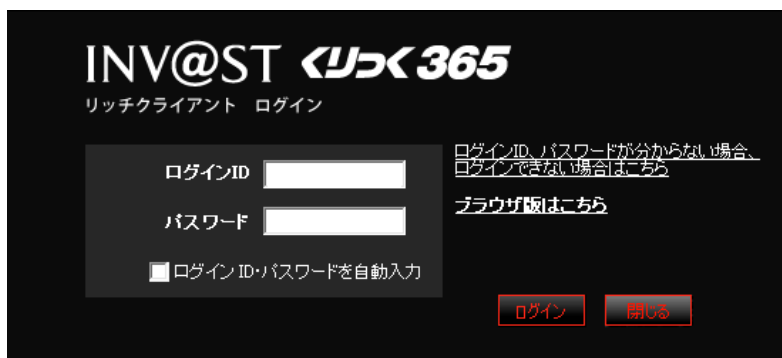 INV@ST くりっく365
リッチクライアント ログイン
ログインID
パスワード
ログインID・パスワードを自動入力
ログインID、パスワードが分からない場合、
ログインできない場合はこちら
ブラウザ版はこちら
ログイン
閉じる